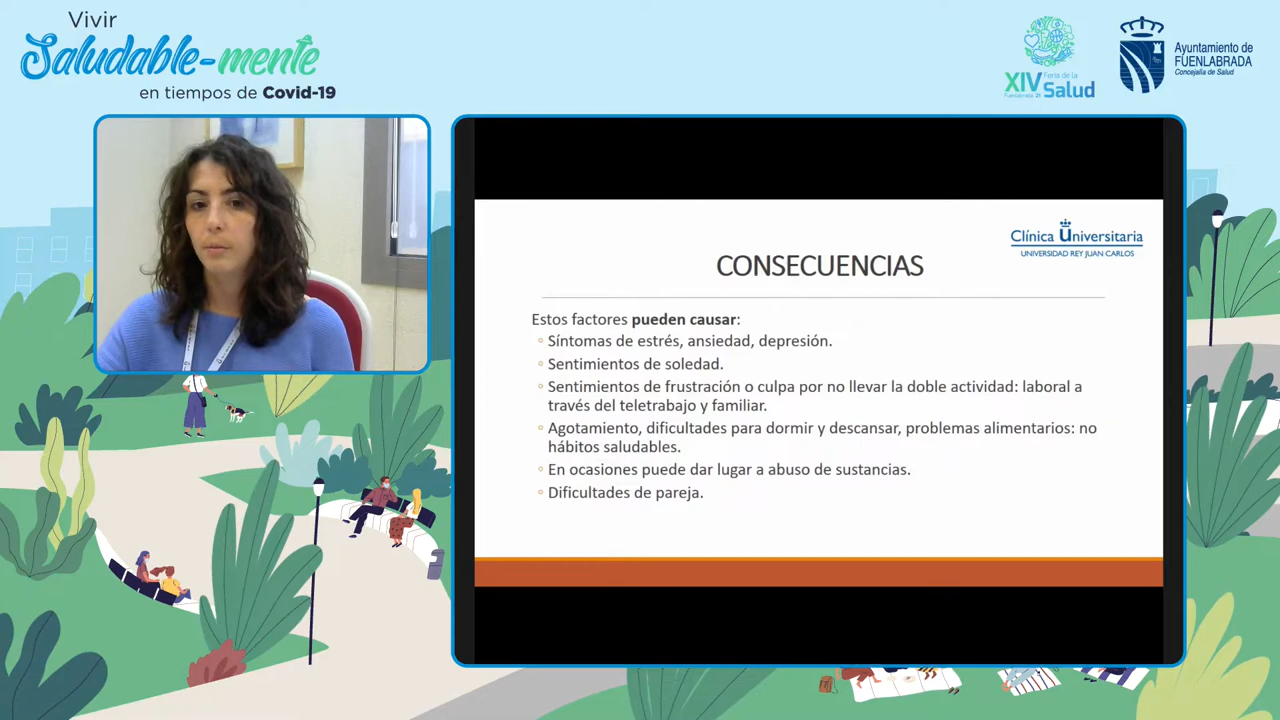 Vivir
Saludable-mente
en tiempos de Covid-19
Feria de la
XIV Salud
Fuenlabrada 21
Ayuntamiento de
FUENLABRADA
Concejalía de Salud
Clínica Universitaria
UNIVERSIDAD REY JUAN CARLOS
CONSECUENCIAS
Estos factores pueden causar:
◦ Síntomas de estrés, ansiedad, depresión.
◦ Sentimientos de soledad.
◦ Sentimientos de frustración o culpa por no llevar la doble actividad: laboral a
través del teletrabajo y familiar.
◦ Agotamiento, dificultades para dormir y descansar, problemas alimentarios: no
hábitos saludables.
◦ En ocasiones puede dar lugar a abuso de sustancias.
◦ Dificultades de pareja.